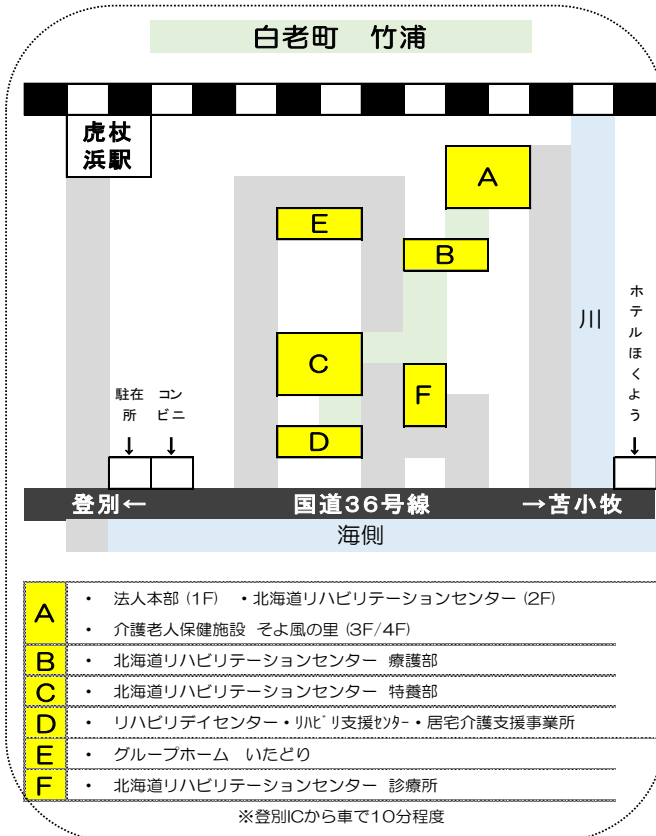 白老町　竹浦
虎杖
浜駅
A
E
B
川
ホテルほくよう
C
F
駐在
所
コン
ビニ
↓
↓
↓
D
登別←
国道36号線
→苫小牧
海側
A
・ 法人本部 (1F) ・北海道リハビリテーションセンター (2F)
・ 介護老人保健施設 そよ風の里 (3F/4F)
B ・ 北海道リハビリテーションセンター 療護部
C ・ 北海道リハビリテーションセンター 特養部
D ・ リハビリデイセンター・ﾘﾊﾋﾞﾘ支援ｾﾝﾀｰ・居宅介護支援事業所
E ・ グループホーム　いたどり
F ・ 北海道リハビリテーションセンター 診療所
※登別ICから車で10分程度